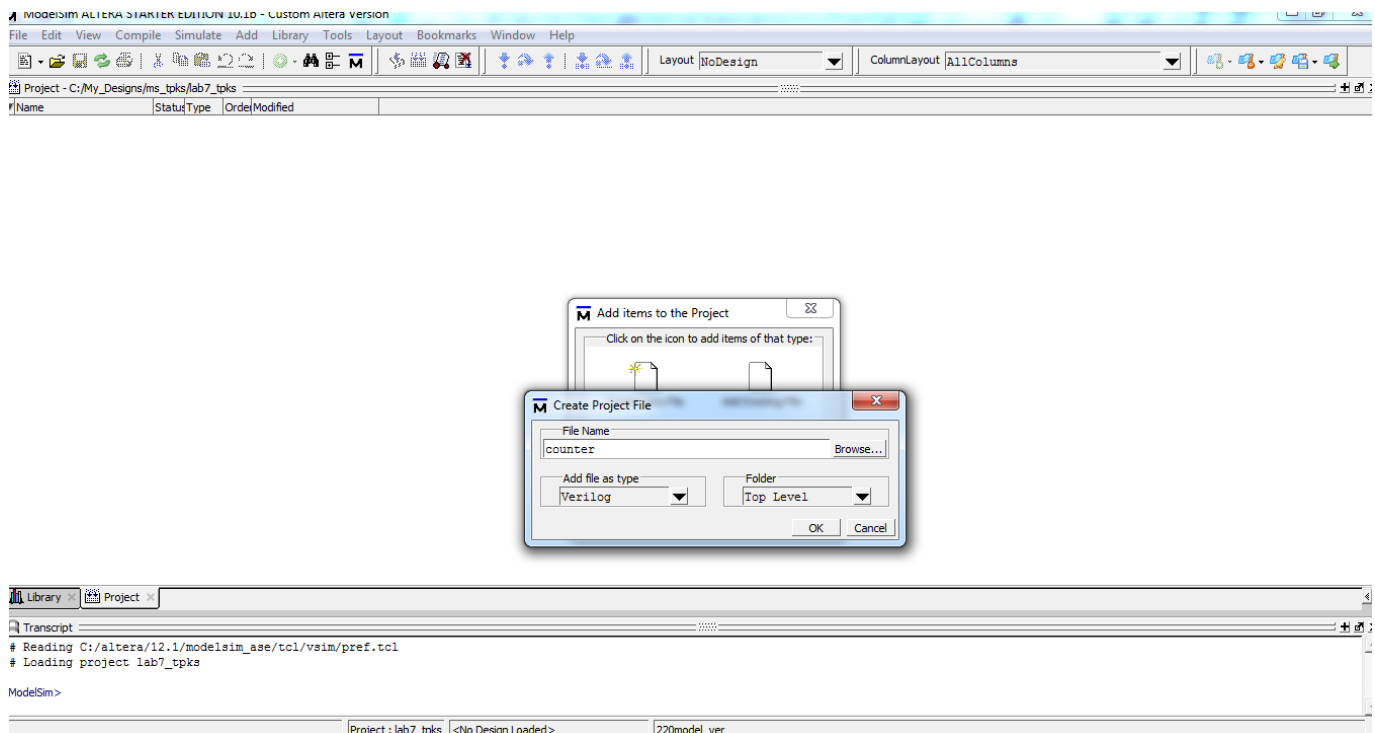 ModelSim ALTERA STARTER EDITION 10.1b - Custom Altera Version
File Edit View Compile Simulate Add Library Tools Layout Bookmarks Window Help
Layout NoDesign ColumnLayout AllColumns
Project - C:/My_Designs/ms_tpks/lab7_tpks
Name Status Type Order Modified
Add items to the Project
Click on the icon to add items of that type:
Create Project File
File Name
counter Browse...
Add file as type Folder
Verilog Top Level
OK Cancel
Library Project
Transcript
# Reading C:/altera/12.1/modelsim_ase/tcl/vsim/pref.tcl
# Loading project lab7_tpks
ModelSim>
Project : lab7_tpks <No Design Loaded> 220model_ver